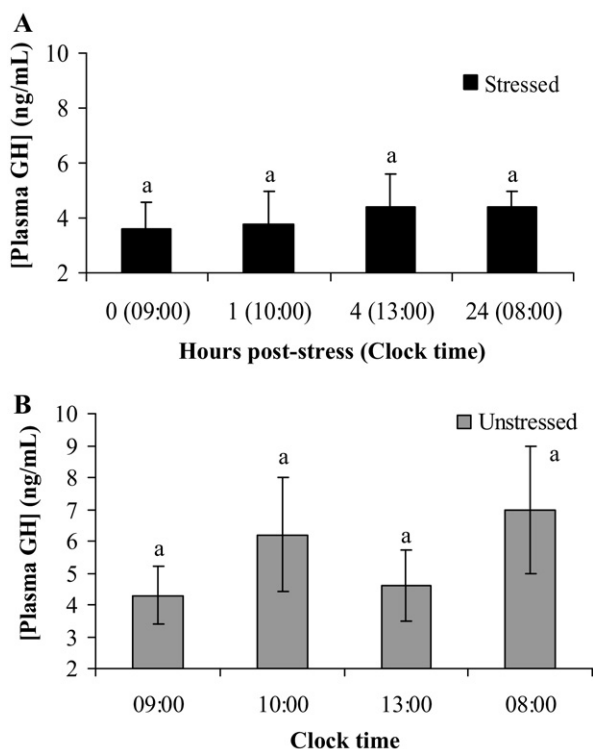 A
[Plasma GH] (ng/mL)
10
8
6
4
2
Stressed
a a a a
0 (09:00) 1 (10:00) 4 (13:00) 24 (08:00)
Hours post-stress (Clock time)
B
[Plasma GH] (ng/mL)
10
9
8
7
6
5
4
3
2
Unstressed
a a a a
09:00 10:00 13:00 08:00
Clock time